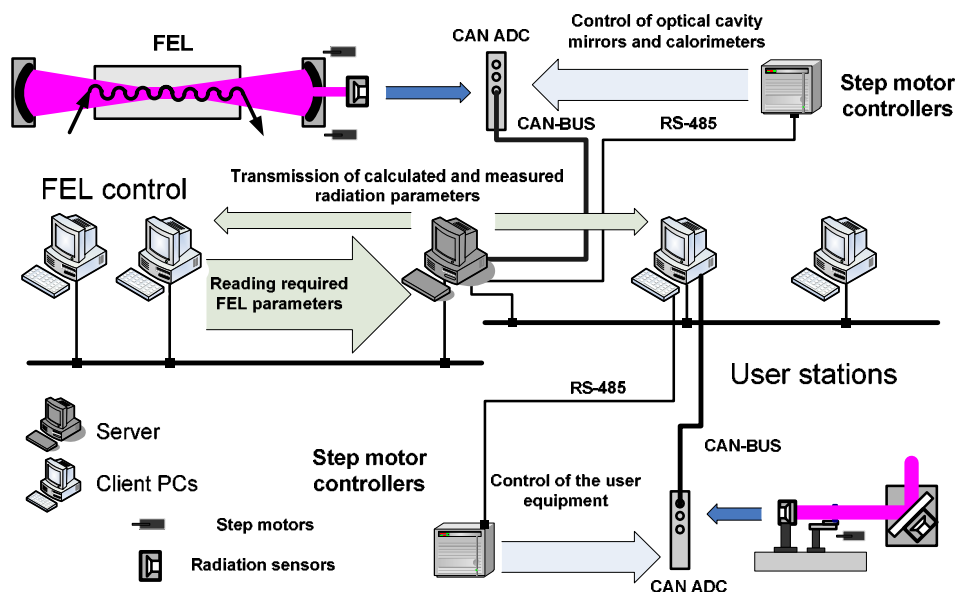 FEL
CAN ADC
Control of optical cavity
mirrors and calorimeters
Step motor
controllers
CAN-BUS
RS-485
FEL control
Transmission of calculated and measured
radiation parameters
Reading required
FEL parameters
User stations
RS-485
CAN-BUS
Server
Client PCs
Step motors
Radiation sensors
Step motor
controllers
Control of the user
equipment
CAN ADC